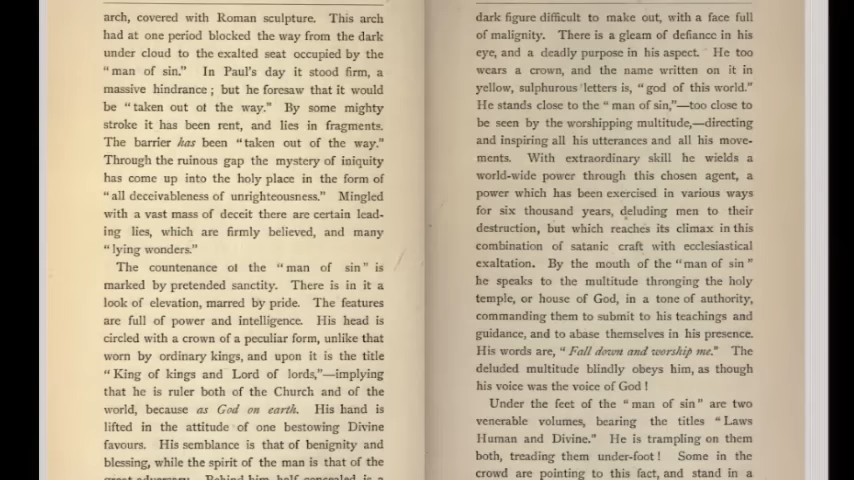 arch, covered with Roman sculpture. This arch
had at one period blocked the way from the dark
under cloud to the exalted seat occupied by the
"man of sin." In Paul's day it stood firm, a
massive hindrance; but he foresaw that it would
be "taken out of the way." By some mighty
stroke it has been rent, and lies in fragments.
The barrier has been "taken out of the way."
Through the ruinous gap the mystery of iniquity
has come up into the holy place in the form of
"all deceivableness of unrighteousness." Mingled
with a vast mass of deceit there are certain lead-
ing lies, which are firmly believed, and many
"lying wonders."
The countenance of the "man of sin" is
marked by pretended sanctity. There is in it a
look of elevation, marred by pride. The features
are full of power and intelligence. His head is
circled with a crown of a peculiar form, unlike that
worn by ordinary kings, and upon it is the title
"King of kings and Lord of lords,"—implying
that he is ruler both of the Church and of the
world, because as God on earth. His hand is
lifted in the attitude of one bestowing Divine
favours. His semblance is that of benignity and
blessing, while the spirit of the man is that of the
great adversary. Behind him, half concealed is a
dark figure difficult to make out, with a face full
of malignity. There is a gleam of defiance in his
eye, and a deadly purpose in his aspect. He too
wears a crown, and the name written on it in
yellow, sulphurous letters is, "god of this world."
He stands close to the "man of sin,"—too close to
be seen by the worshipping multitude,—directing
and inspiring all his utterances and all his move-
ments. With extraordinary skill he wields a
world-wide power through this chosen agent, a
power which has been exercised in various ways
for six thousand years, deluding men to their
destruction, but which reaches its climax in this
combination of satanic craft with ecclesiastical
exaltation. By the mouth of the "man of sin"
he speaks to the multitude thronging the holy
temple, or house of God, in a tone of authority,
commanding them to submit to his teachings and
guidance, and to abase themselves in his presence.
His words are, "Fall down and worship me." The
deluded multitude blindly obeys him, as though
his voice was the voice of God!
Under the feet of the "man of sin" are two
venerable volumes, bearing the titles "Laws
Human and Divine." He is trampling on them
both, treading them under-foot! Some in the
crowd are pointing to this fact, and stand in a